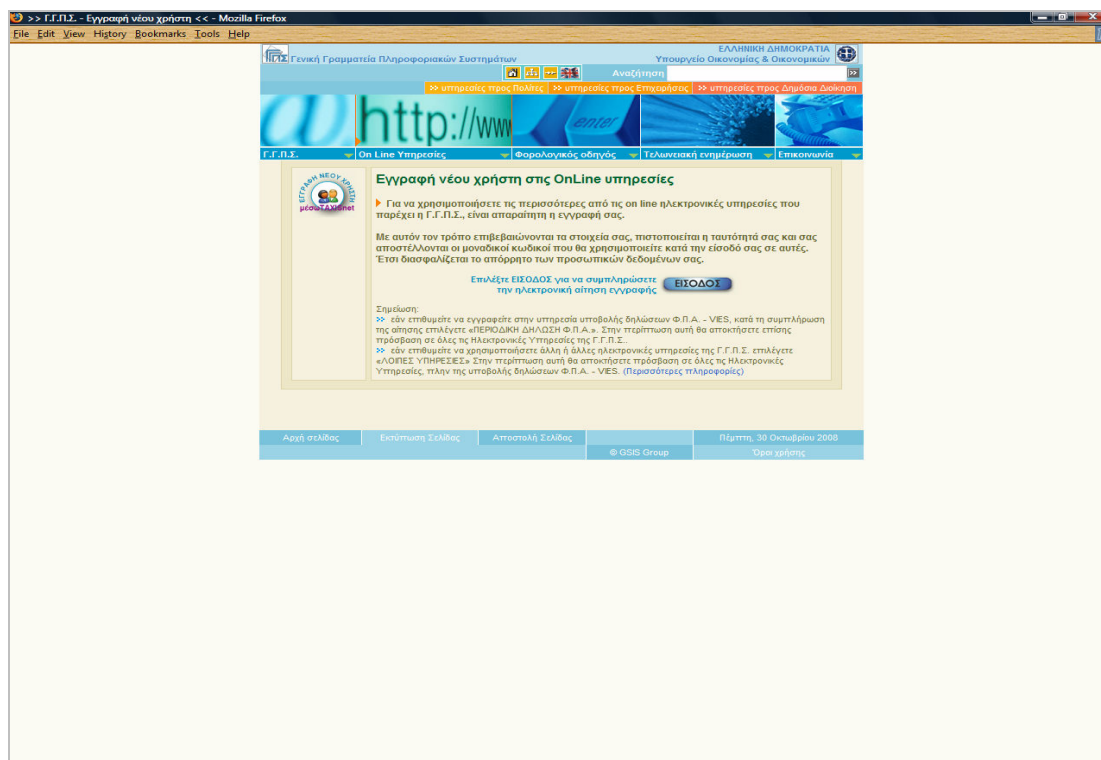 >> Γ.Γ.Π.Σ. - Εγγραφή νέου χρήστη << - Mozilla Firefox
File Edit View History Bookmarks Tools Help
ΓΓΠΣ Γενική Γραμματεία Πληροφοριακών Συστημάτων
ΕΛΛΗΝΙΚΗ ΔΗΜΟΚΡΑΤΙΑ
Υπουργείο Οικονομίας & Οικονομικών
Αναζήτηση
>> υπηρεσίες προς Πολίτες >> υπηρεσίες προς Επιχειρήσεις >> υπηρεσίες προς Δημόσια Διοίκηση
@ http://www enter
Γ.Γ.Π.Σ. On Line Υπηρεσίες Φορολογικός οδηγός Τελωνειακή ενημέρωση Επικοινωνία
ΕΓΓΡΑΦΗ ΝΕΟΥ ΧΡΗΣΤΗ
μέσω TAXISnet
Εγγραφή νέου χρήστη στις OnLine υπηρεσίες
Για να χρησιμοποιήσετε τις περισσότερες από τις on line ηλεκτρονικές υπηρεσίες που
παρέχει η Γ.Γ.Π.Σ., είναι απαραίτητη η εγγραφή σας.
Με αυτόν τον τρόπο επιβεβαιώνονται τα στοιχεία σας, πιστοποιείται η ταυτότητά σας και σας
αποστέλλονται οι μοναδικοί κωδικοί που θα χρησιμοποιείτε κατά την είσοδό σας σε αυτές.
Έτσι διασφαλίζεται το απόρρητο των προσωπικών δεδομένων σας.
Επιλέξτε ΕΙΣΟΔΟΣ για να συμπληρώσετε
την ηλεκτρονική αίτηση εγγραφής
ΕΙΣΟΔΟΣ
Σημείωση:
>> εάν επιθυμείτε να εγγραφείτε στην υπηρεσία υποβολής δηλώσεων Φ.Π.Α. - VIES, κατά τη συμπλήρωση
της αίτησης επιλέγετε «ΠΕΡΙΟΔΙΚΗ ΔΗΛΩΣΗ Φ.Π.Α.». Στην περίπτωση αυτή θα αποκτήσετε επίσης
πρόσβαση σε όλες τις Ηλεκτρονικές Υπηρεσίες της Γ.Γ.Π.Σ..
>> εάν επιθυμείτε να χρησιμοποιήσετε άλλη ή άλλες ηλεκτρονικές υπηρεσίες της Γ.Γ.Π.Σ. επιλέγετε
«ΛΟΙΠΕΣ ΥΠΗΡΕΣΙΕΣ» Στην περίπτωση αυτή θα αποκτήσετε πρόσβαση σε όλες τις Ηλεκτρονικές
Υπηρεσίες, πλην της υποβολής δηλώσεων Φ.Π.Α. - VIES. (Περισσότερες πληροφορίες)
Αρχή σελίδας Εκτύπωση Σελίδας Αποστολή Σελίδας Πέμπτη, 30 Οκτωβρίου 2008
© GSIS Group Όροι χρήσης